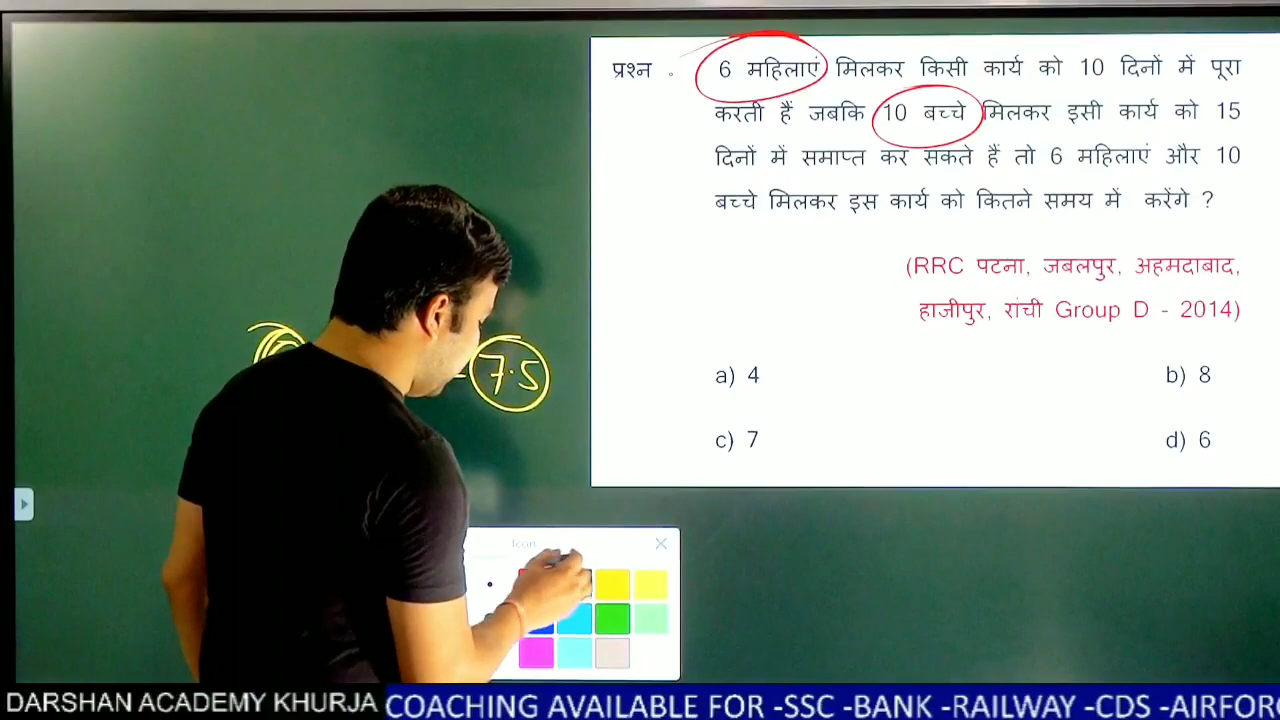 प्रश्न . 6 महिलाएं मिलकर किसी कार्य को 10 दिनों में पूरा
करती हैं जबकि 10 बच्चे मिलकर इसी कार्य को 15
दिनों में समाप्त कर सकते हैं तो 6 महिलाएं और 10
बच्चे मिलकर इस कार्य को कितने समय में करेंगे ?
(RRC पटना, जबलपुर, अहमदाबाद,
हाजीपुर, रांची Group D - 2014)
= 7.5
a) 4
b) 8
c) 7
d) 6
Icon
DARSHAN ACADEMY KHURJA
COACHING AVAILABLE FOR -SSC -BANK -RAILWAY -CDS -AIRFOR